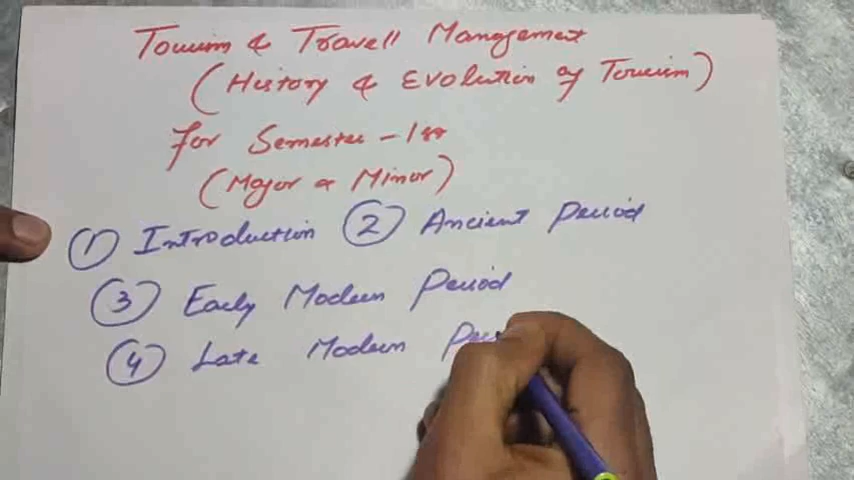 Tourism & Travell Management
(History & Evolution of Tourism)
for Semester - 1st
(Major or Minor)
① Introduction ② Ancient Period
③ Early Modern Period
④ Late Modern